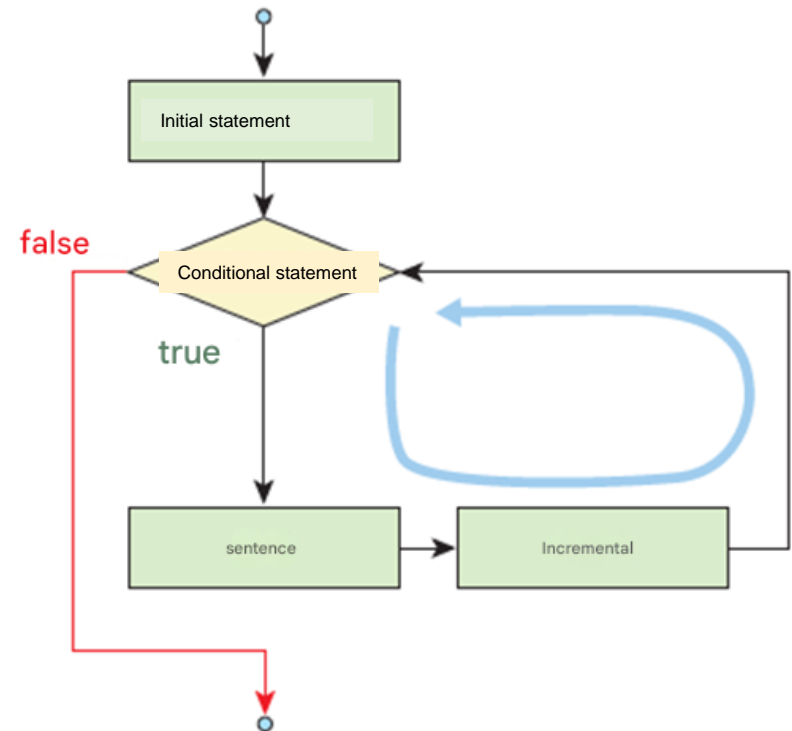 Initial statement
false
Conditional statement
true
sentence
Incremental